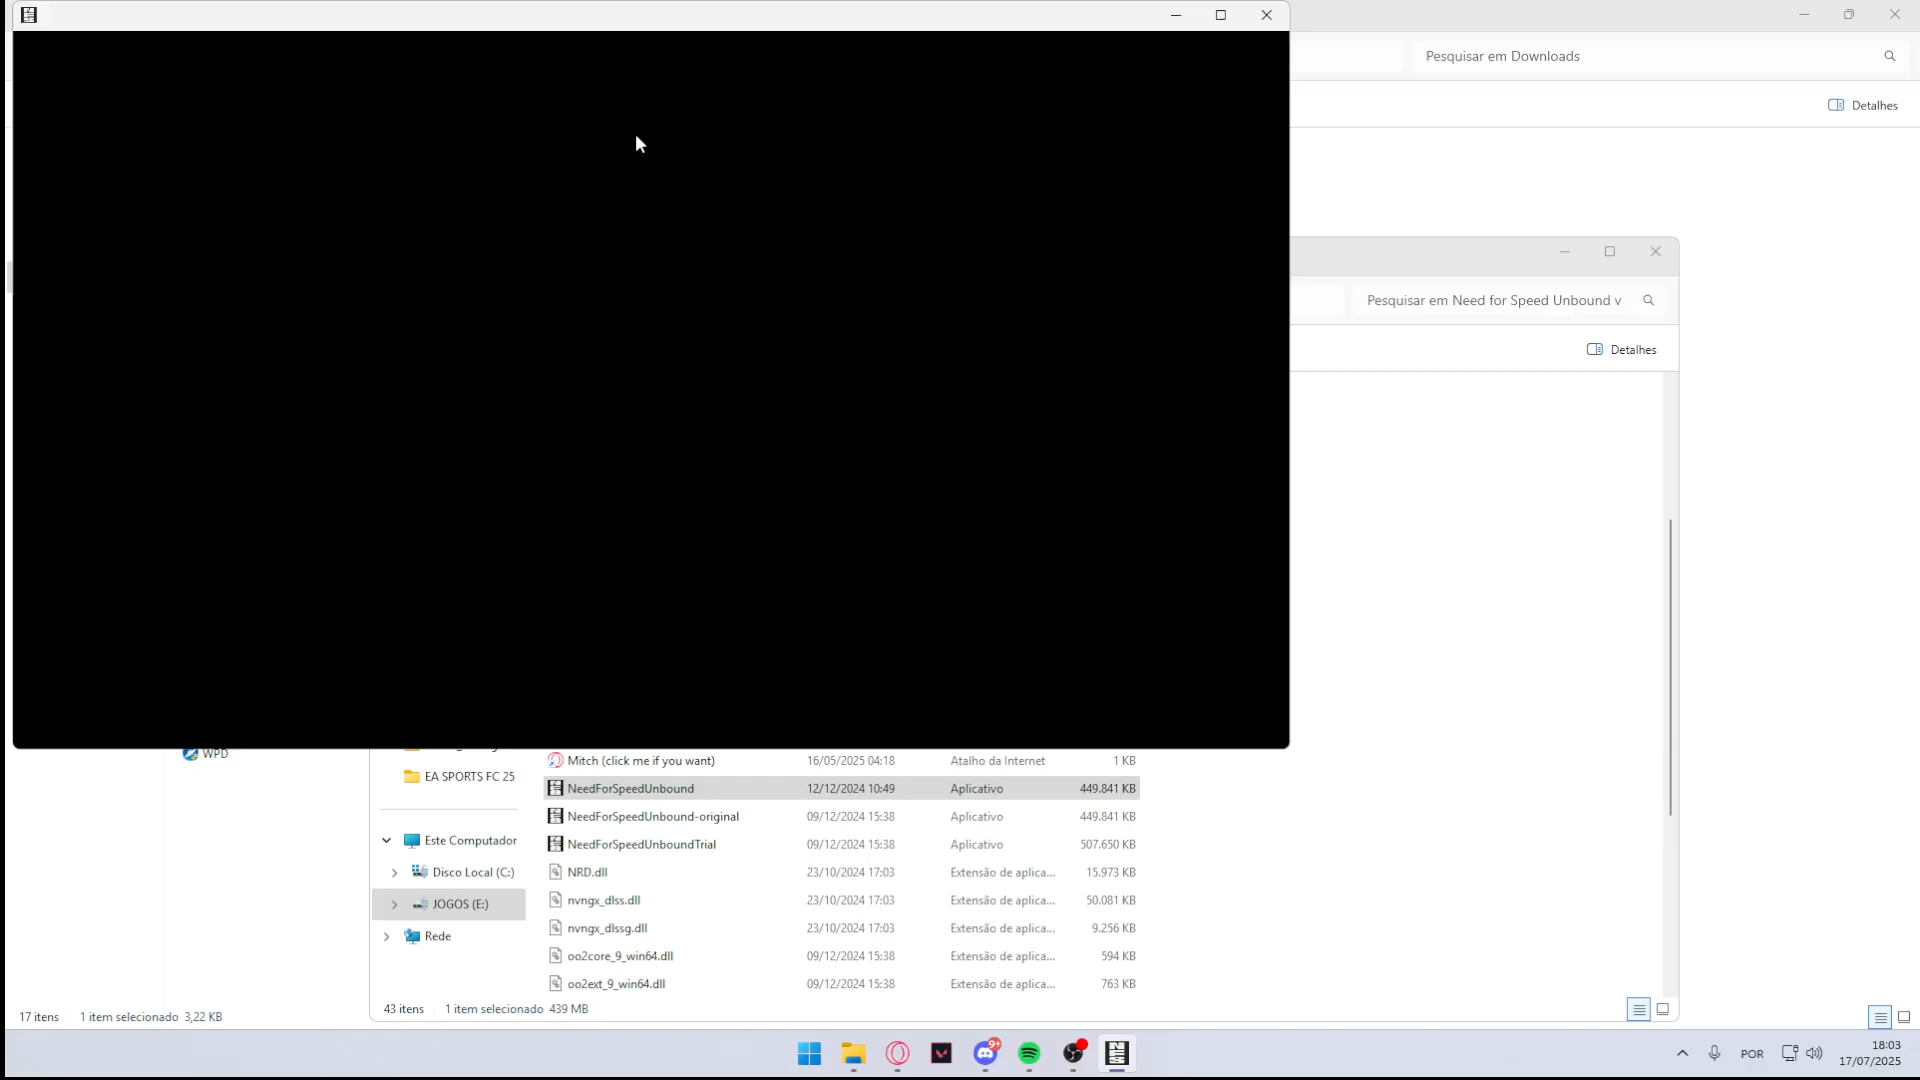 Pesquisar em Downloads
Detalhes
Pesquisar em Need for Speed Unbound v
Detalhes
WPD
EA SPORTS FC 25
Este Computador
Disco Local (C:)
JOGOS (E:)
Rede
Mitch (click me if you want) 16/05/2025 04:18 Atalho da Internet 1 KB
NeedForSpeedUnbound 12/12/2024 10:49 Aplicativo 449.841 KB
NeedForSpeedUnbound-original 09/12/2024 15:38 Aplicativo 449.841 KB
NeedForSpeedUnboundTrial 09/12/2024 15:38 Aplicativo 507.650 KB
NRD.dll 23/10/2024 17:03 Extensão de aplica... 15.973 KB
nvngx_dlss.dll 23/10/2024 17:03 Extensão de aplica... 50.081 KB
nvngx_dlssg.dll 23/10/2024 17:03 Extensão de aplica... 9.256 KB
oo2core_9_win64.dll 09/12/2024 15:38 Extensão de aplica... 594 KB
oo2ext_9_win64.dll 09/12/2024 15:38 Extensão de aplica... 763 KB
43 itens 1 item selecionado 439 MB
17 itens 1 item selecionado 3,22 KB
9+
POR
18:03
17/07/2025